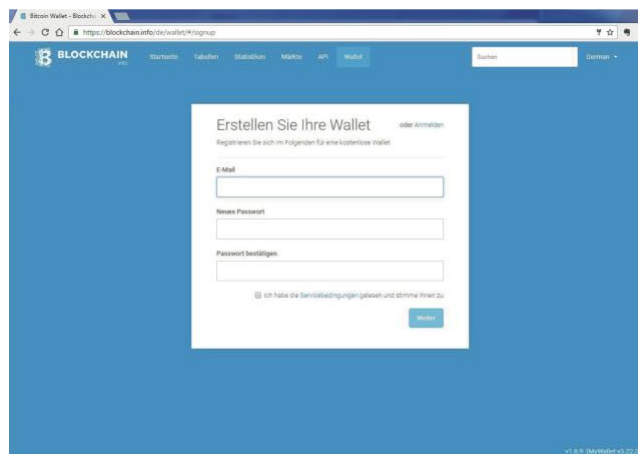 Bitcoin Wallet - Blockch
https://blockchain.info/de/wallet/#/signup
BLOCKCHAIN
info
Startseite Tabellen Statistiken Märkte API Wallet
Suchen
German
Erstellen Sie Ihre Wallet
oder Anmelden
Registrieren Sie sich im Folgenden für eine kostenlose Wallet
E-Mail
Neues Passwort
Passwort bestätigen
Ich habe die Servicebedingungen gelesen und stimme Ihnen zu
Weiter